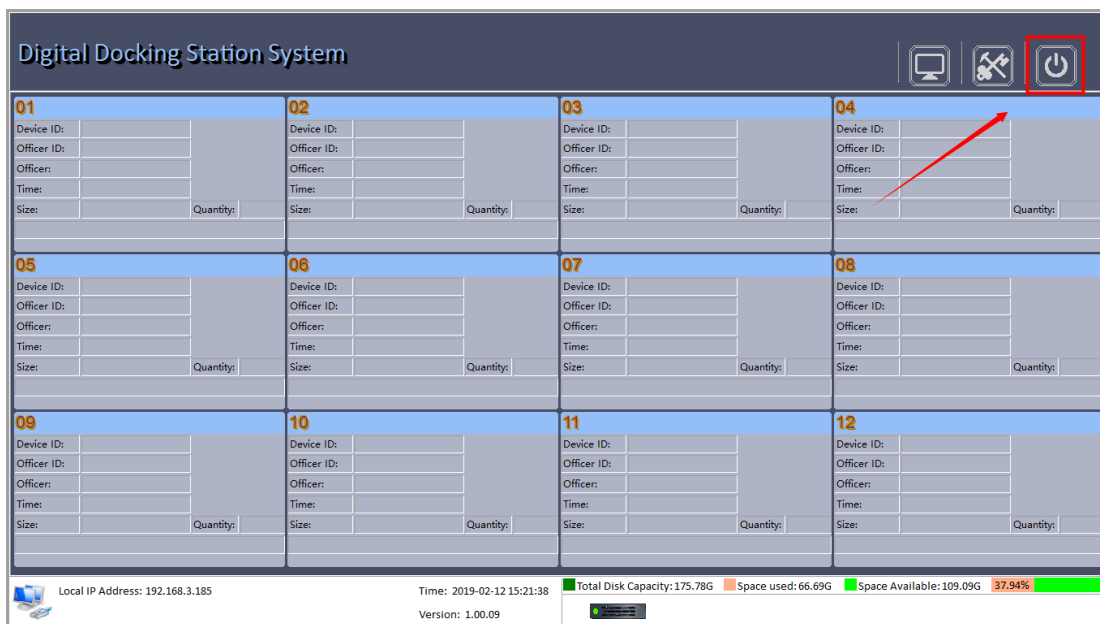 Digital Docking Station System
01 02 03 04
Device ID: Device ID: Device ID: Device ID:
Officer ID: Officer ID: Officer ID: Officer ID:
Officer: Officer: Officer: Officer:
Time: Time: Time: Time:
Size: Quantity: Size: Quantity: Size: Quantity: Size: Quantity:
05 06 07 08
Device ID: Device ID: Device ID: Device ID:
Officer ID: Officer ID: Officer ID: Officer ID:
Officer: Officer: Officer: Officer:
Time: Time: Time: Time:
Size: Quantity: Size: Quantity: Size: Quantity: Size: Quantity:
09 10 11 12
Device ID: Device ID: Device ID: Device ID:
Officer ID: Officer ID: Officer ID: Officer ID:
Officer: Officer: Officer: Officer:
Time: Time: Time: Time:
Size: Quantity: Size: Quantity: Size: Quantity: Size: Quantity:
Local IP Address: 192.168.3.185 Time: 2019-02-12 15:21:38 Total Disk Capacity:175.78G Space used:66.69G Space Available:109.09G 37.94%
Version: 1.00.09